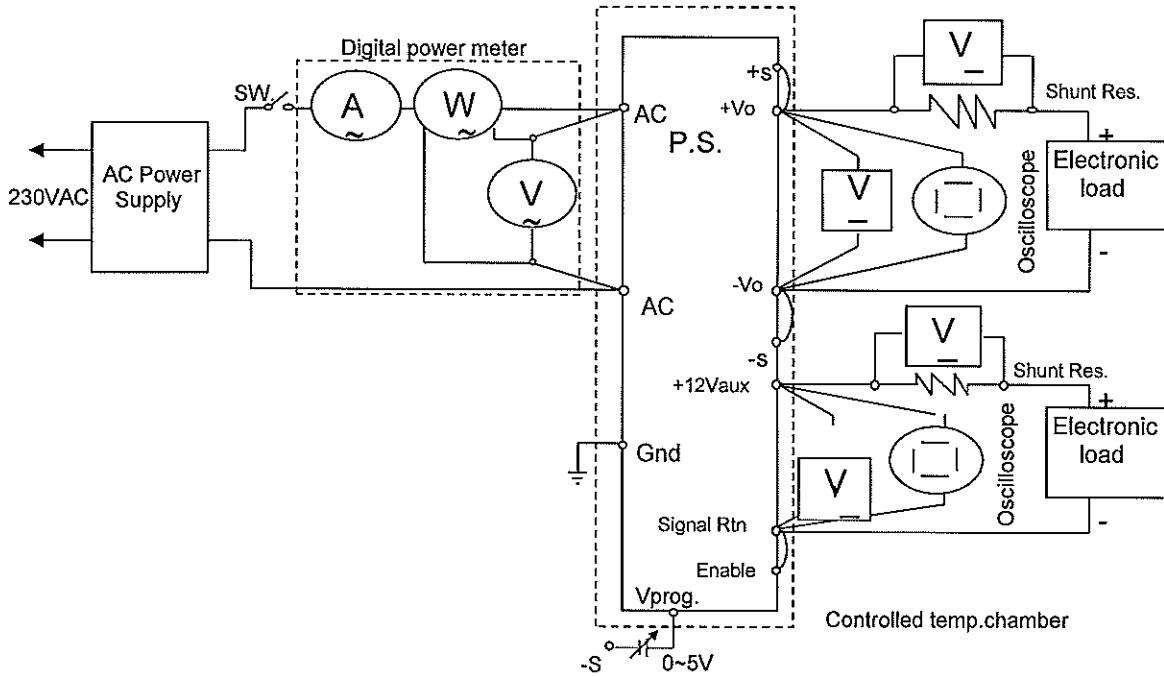 Digital power meter
SW.
A
W
V
230VAC
AC Power
Supply
AC
P.S.
AC
Gnd
Vprog.
-S
0~5V
+s
+Vo
-Vo
-s
+12Vaux
Signal Rtn
Enable
V
Shunt Res.
V
Oscilloscope
+
Electronic
load
-
V
Shunt Res.
V
Oscilloscope
+
Electronic
load
-
Controlled temp.chamber